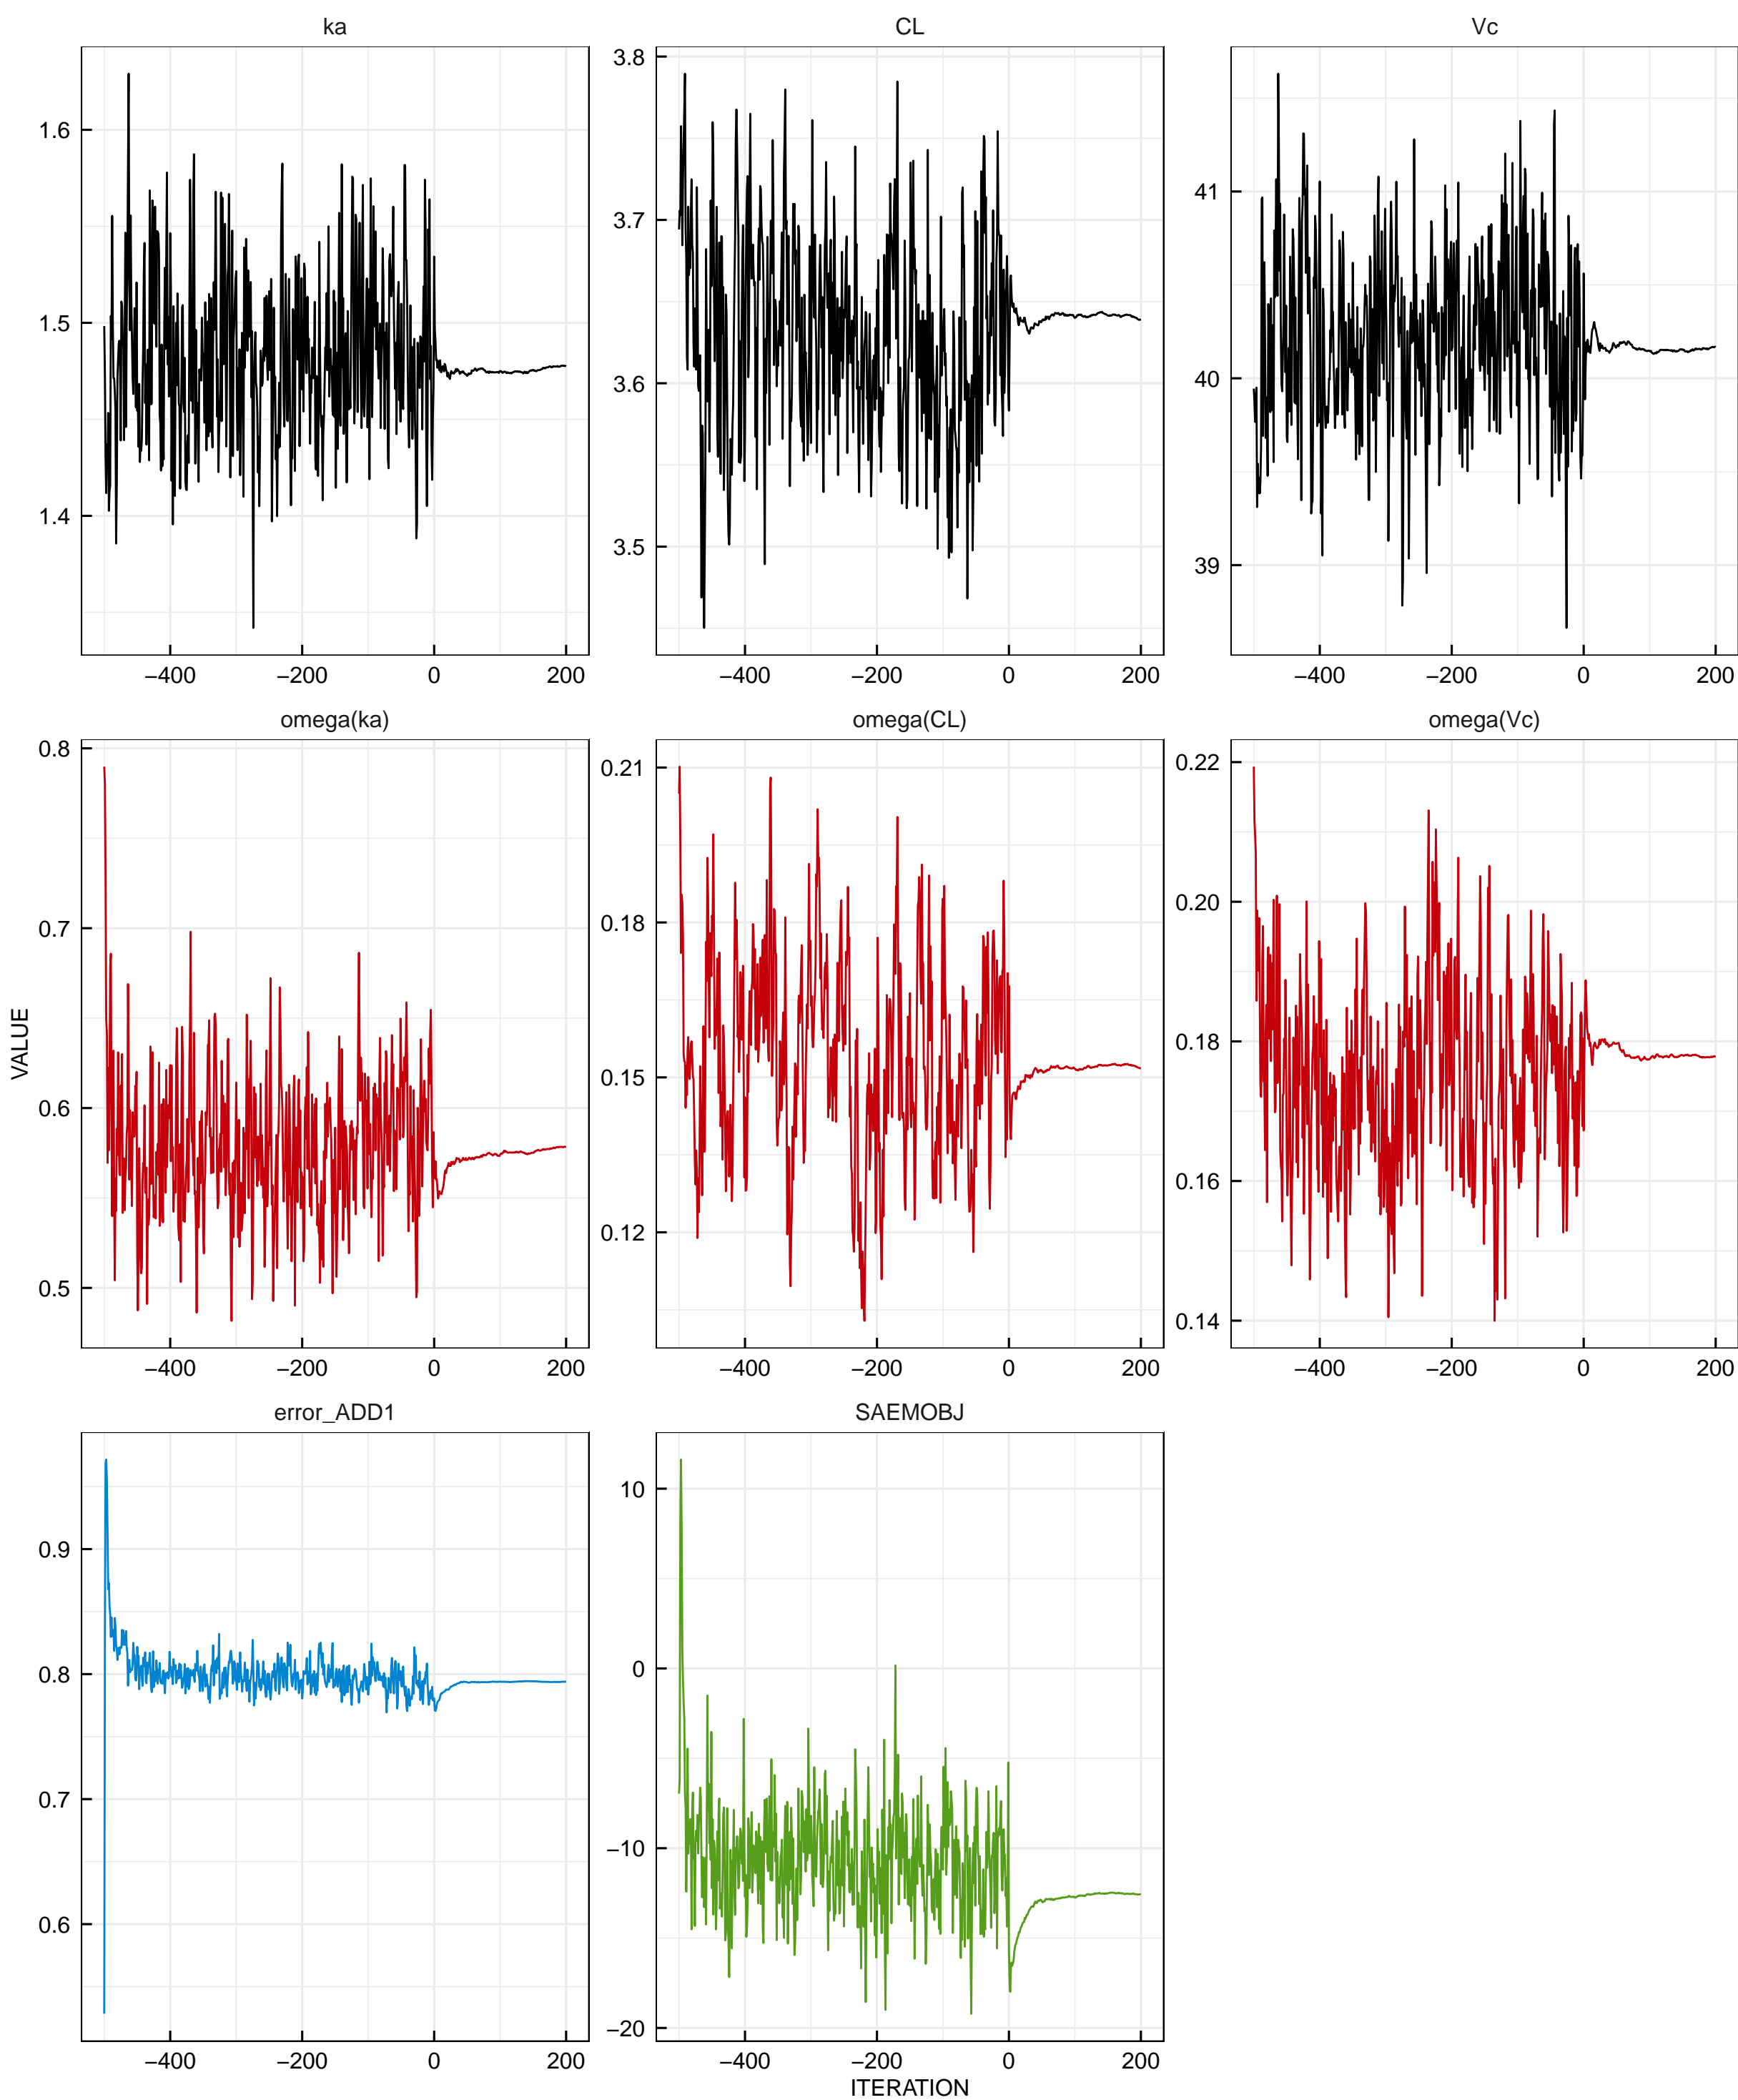 ka
CL
Vc
1.6
1.5
1.4
3.8
3.7
3.6
3.5
41
40
39
−400 −200 0 200
−400 −200 0 200
−400 −200 0 200
omega(ka)
omega(CL)
omega(Vc)
0.8
0.7
0.6
0.5
0.21
0.18
0.15
0.12
0.22
0.20
0.18
0.16
0.14
VALUE
−400 −200 0 200
−400 −200 0 200
−400 −200 0 200
error_ADD1
SAEMOBJ
0.9
0.8
0.7
0.6
10
0
−10
−20
−400 −200 0 200
−400 −200 0 200
ITERATION